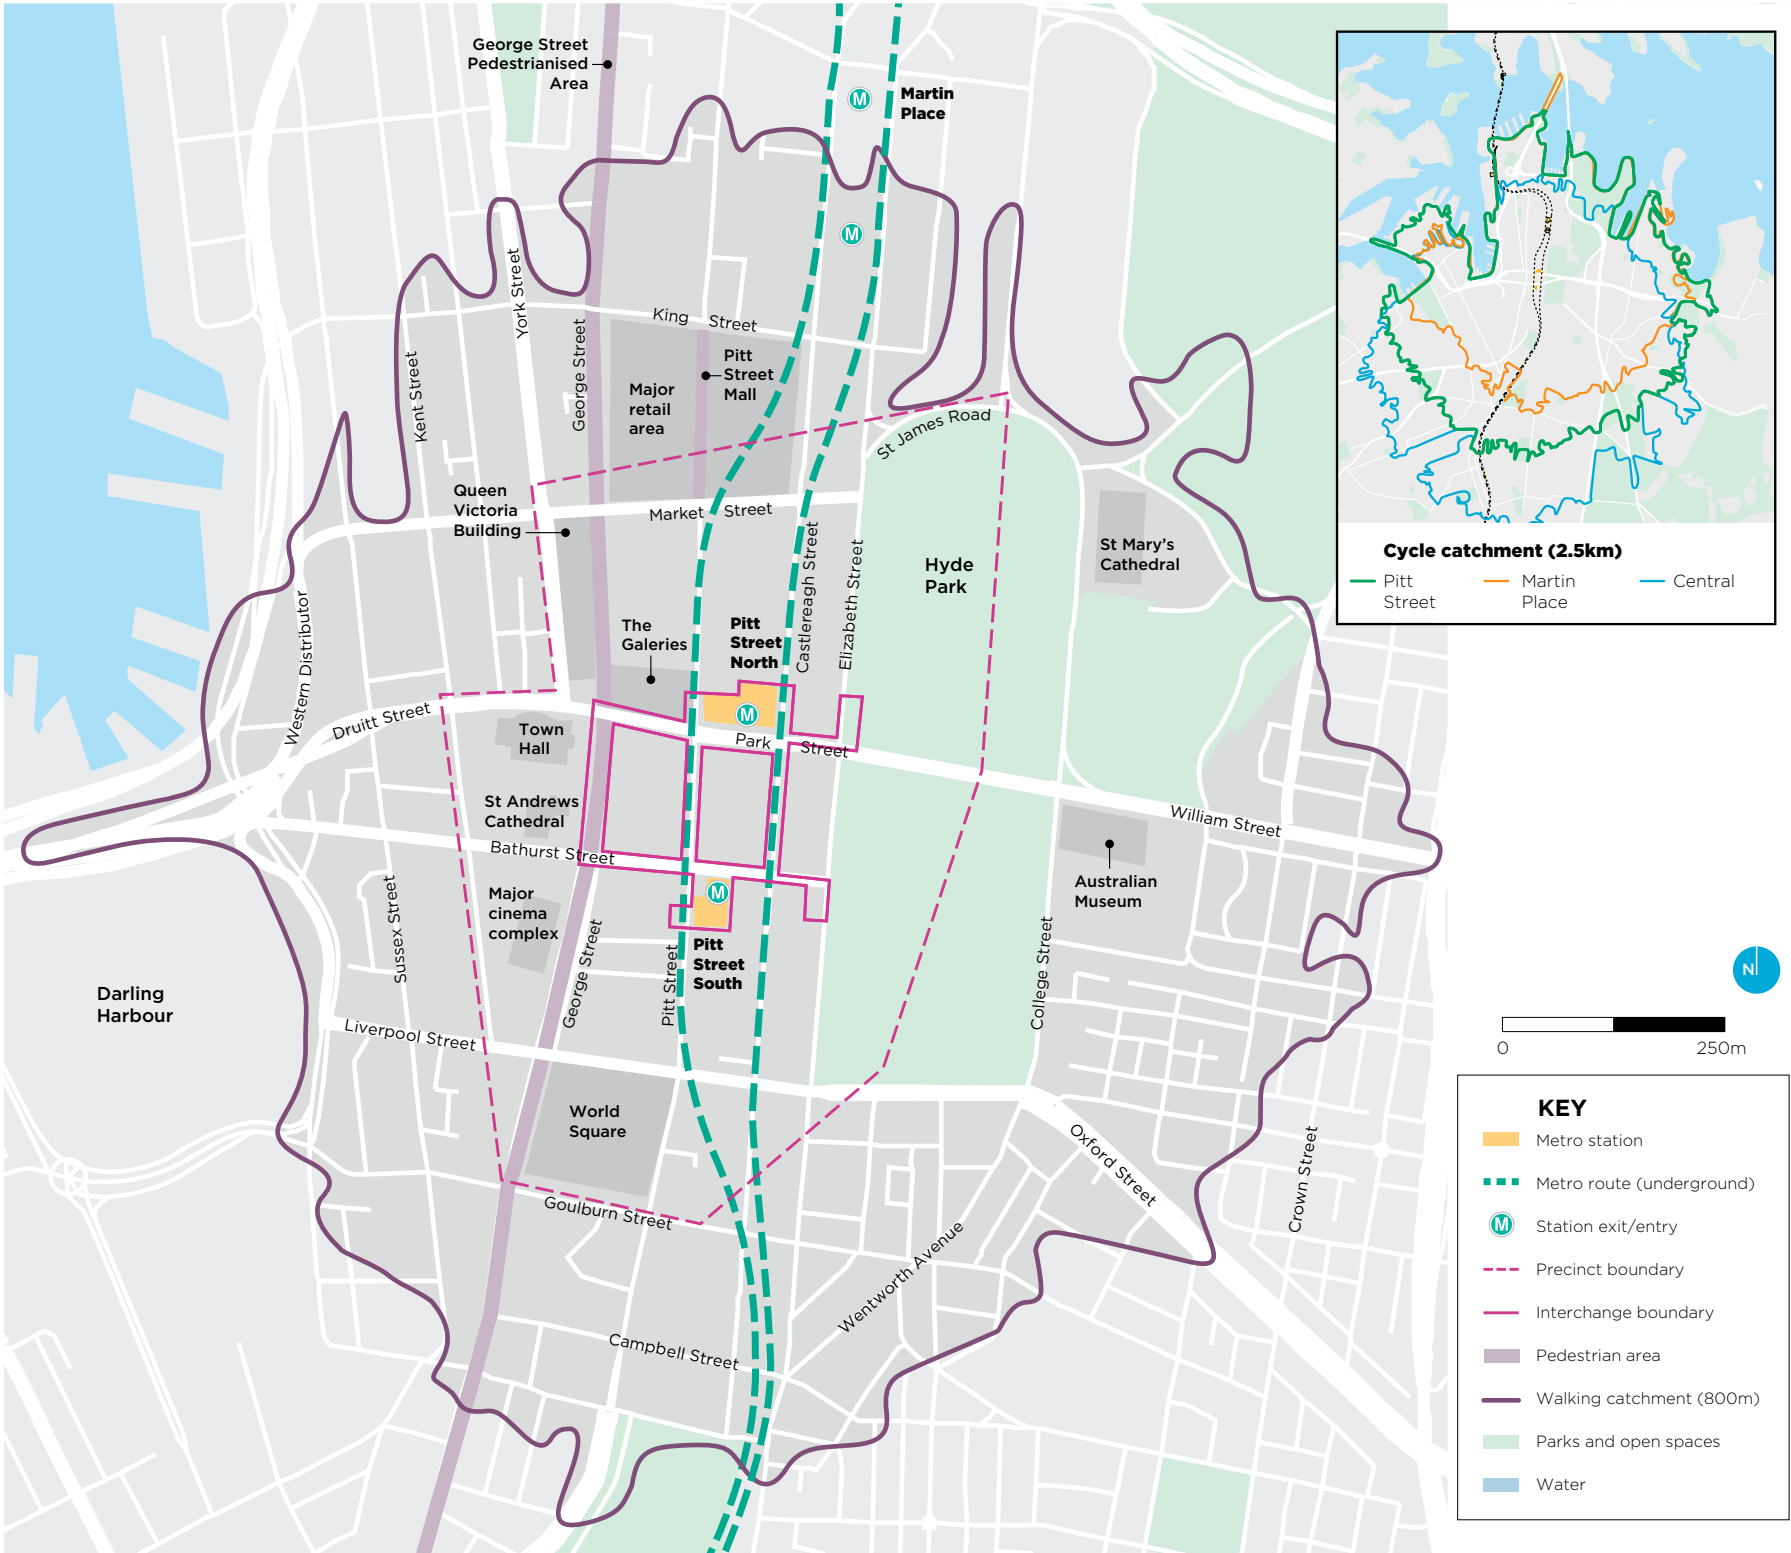 George Street
Pedestrianised
Area
M
Martin
Place
M
York Street
King Street
George Street
Kent Street
Pitt
Street
Mall
Major
retail
area
St James Road
Queen
Victoria
Building
Market Street
Castlereagh Street
Elizabeth Street
Hyde
Park
St Mary's
Cathedral
Western Distributor
The
Galeries
Pitt
Street
North
M
Druitt Street
Town
Hall
Park Street
St Andrews
Cathedral
Bathurst Street
William Street
Australian
Museum
M
Major
cinema
complex
Sussex Street
George Street
Pitt Street
Pitt
Street
South
College Street
Darling
Harbour
Liverpool Street
World
Square
Oxford Street
Crown Street
Goulburn Street
Wentworth Avenue
Campbell Street
Cycle catchment (2.5km)
Pitt
Street
Martin
Place
Central
N
0 250m
KEY
Metro station
Metro route (underground)
M Station exit/entry
Precinct boundary
Interchange boundary
Pedestrian area
Walking catchment (800m)
Parks and open spaces
Water